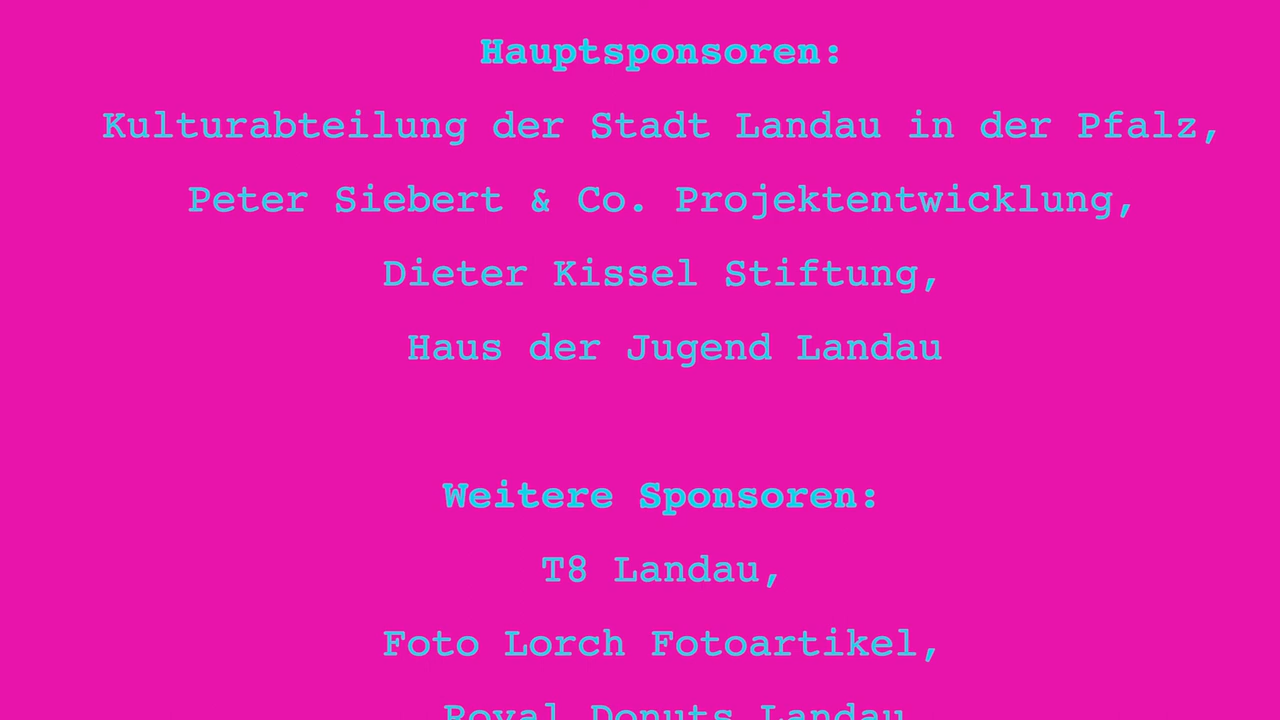 Hauptsponsoren:
Kulturabteilung der Stadt Landau in der Pfalz,
Peter Siebert & Co. Projektentwicklung,
Dieter Kissel Stiftung,
Haus der Jugend Landau
Weitere Sponsoren:
T8 Landau,
Foto Lorch Fotoartikel,
Royal Donuts Landau